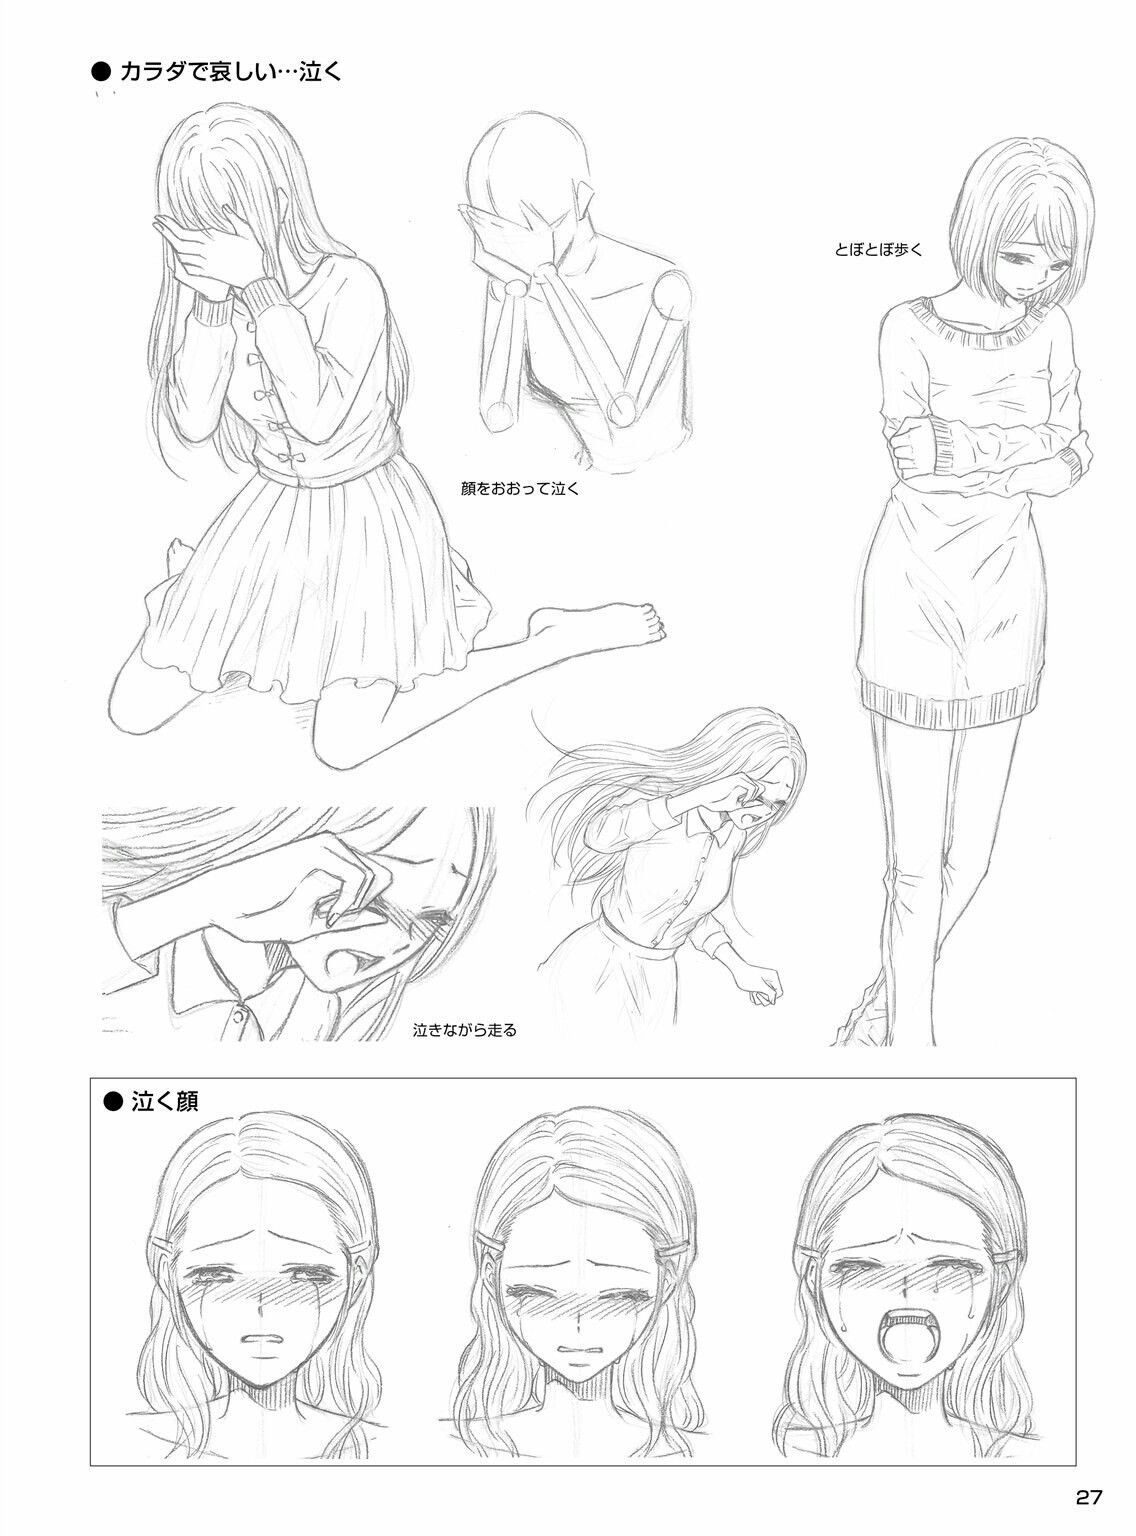 ● カラダで哀しい…泣く
とぼとぼ歩く
顔をおおって泣く
泣きながら走る
● 泣く顔
27